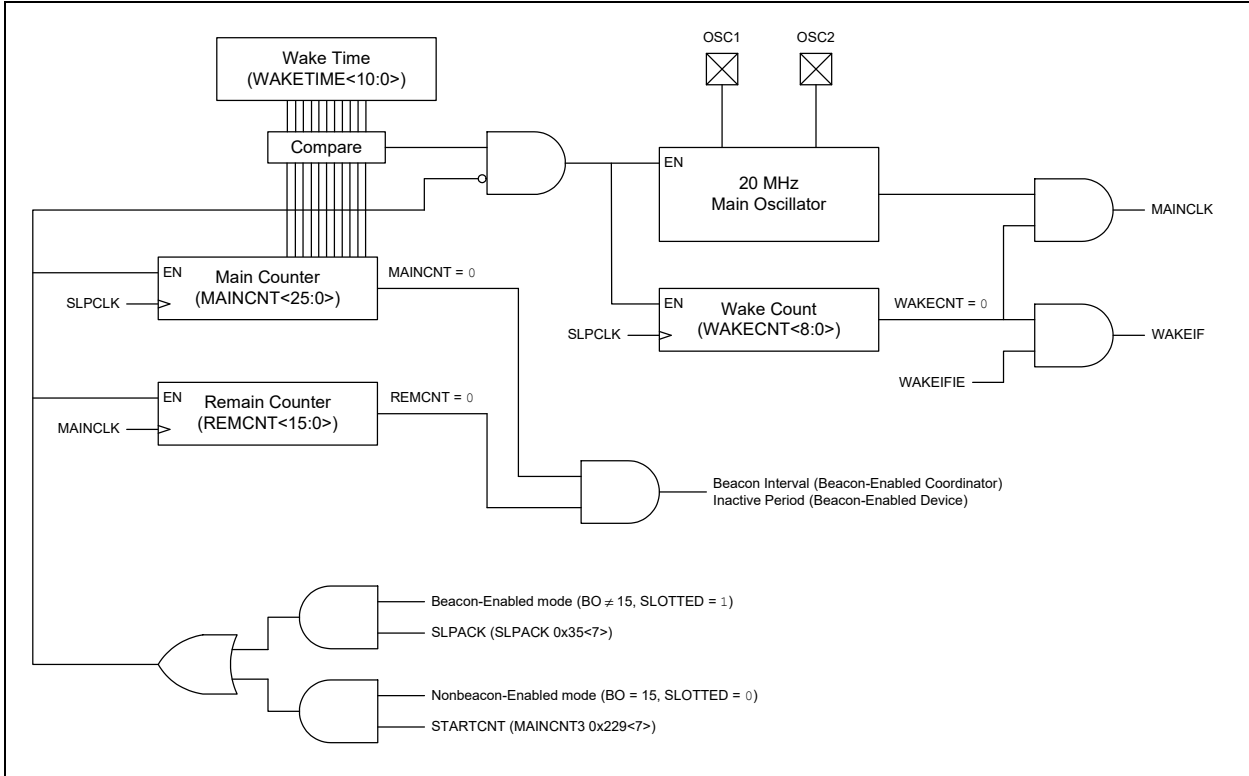 OSC1
OSC2
Wake Time
(WAKETIME<10:0>)
Compare
EN
20 MHz
Main Oscillator
MAINCLK
EN
Main Counter
(MAINCNT<25:0>)
SLPCLK
MAINCNT = 0
EN
Wake Count
(WAKECNT<8:0>)
SLPCLK
WAKECNT = 0
WAKEIF
WAKEIFIE
EN
Remain Counter
(REMCNT<15:0>)
MAINCLK
REMCNT = 0
Beacon Interval (Beacon-Enabled Coordinator)
Inactive Period (Beacon-Enabled Device)
Beacon-Enabled mode (BO ≠ 15, SLOTTED = 1)
SLPACK (SLPACK 0x35<7>)
Nonbeacon-Enabled mode (BO = 15, SLOTTED = 0)
STARTCNT (MAINCNT3 0x229<7>)